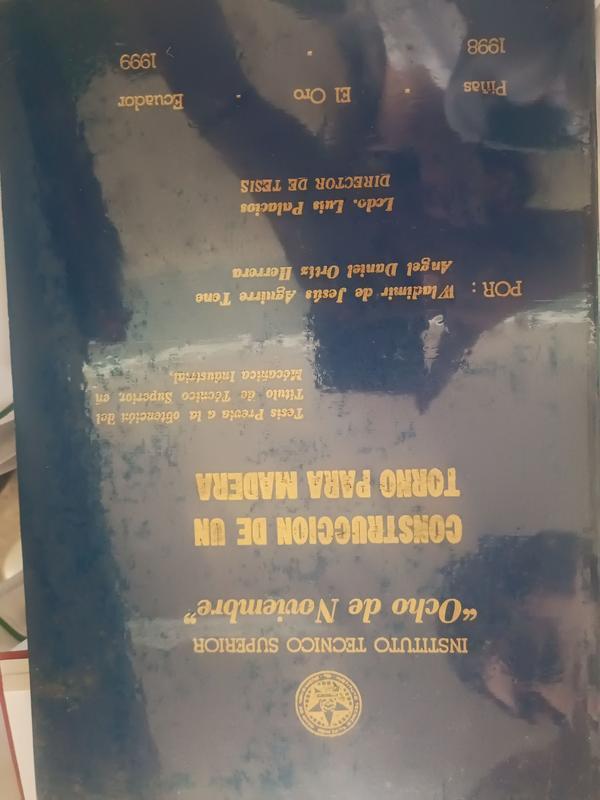 INSTITUTO TECNICO SUPERIOR
“Ocho de Noviembre”
CONSTRUCCION DE UN
TORNO PARA MADERA
Tesis Previa a la obtención del
Título de Técnico Superior, en
Mecánica Industrial,
POR: Wladimir de Jesús Aguirre Tene
Angel Daniel Ortiz Herrera
Lcdo. Luis Palacios
DIRECTOR DE TESIS
Piñas - El Oro - Ecuador
1998 - 1999